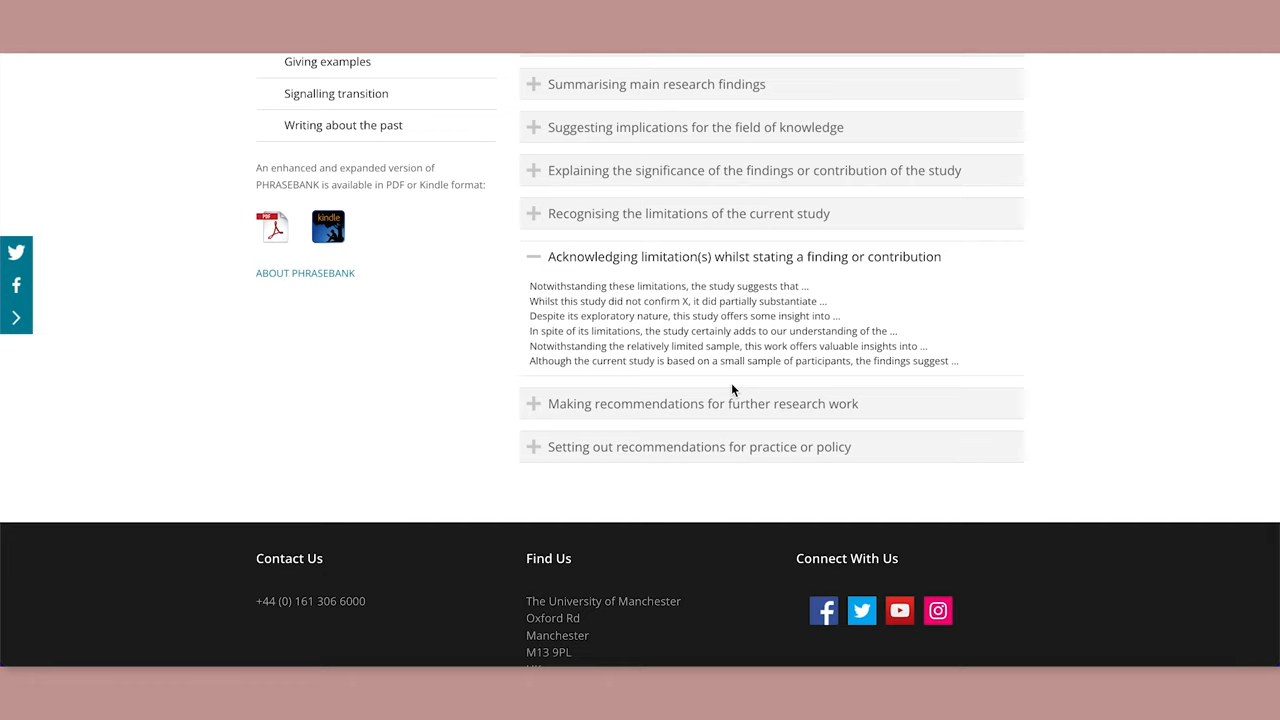 Giving examples
Signalling transition
Writing about the past
An enhanced and expanded version of
PHRASEBANK is available in PDF or Kindle format:
PDF
kindle
ABOUT PHRASEBANK
Summarising main research findings
Suggesting implications for the field of knowledge
Explaining the significance of the findings or contribution of the study
Recognising the limitations of the current study
Acknowledging limitation(s) whilst stating a finding or contribution
Notwithstanding these limitations, the study suggests that ...
Whilst this study did not confirm X, it did partially substantiate ...
Despite its exploratory nature, this study offers some insight into ...
In spite of its limitations, the study certainly adds to our understanding of the ...
Notwithstanding the relatively limited sample, this work offers valuable insights into ...
Although the current study is based on a small sample of participants, the findings suggest ...
Making recommendations for further research work
Setting out recommendations for practice or policy
Contact Us
+44 (0) 161 306 6000
Find Us
The University of Manchester
Oxford Rd
Manchester
M13 9PL
Connect With Us